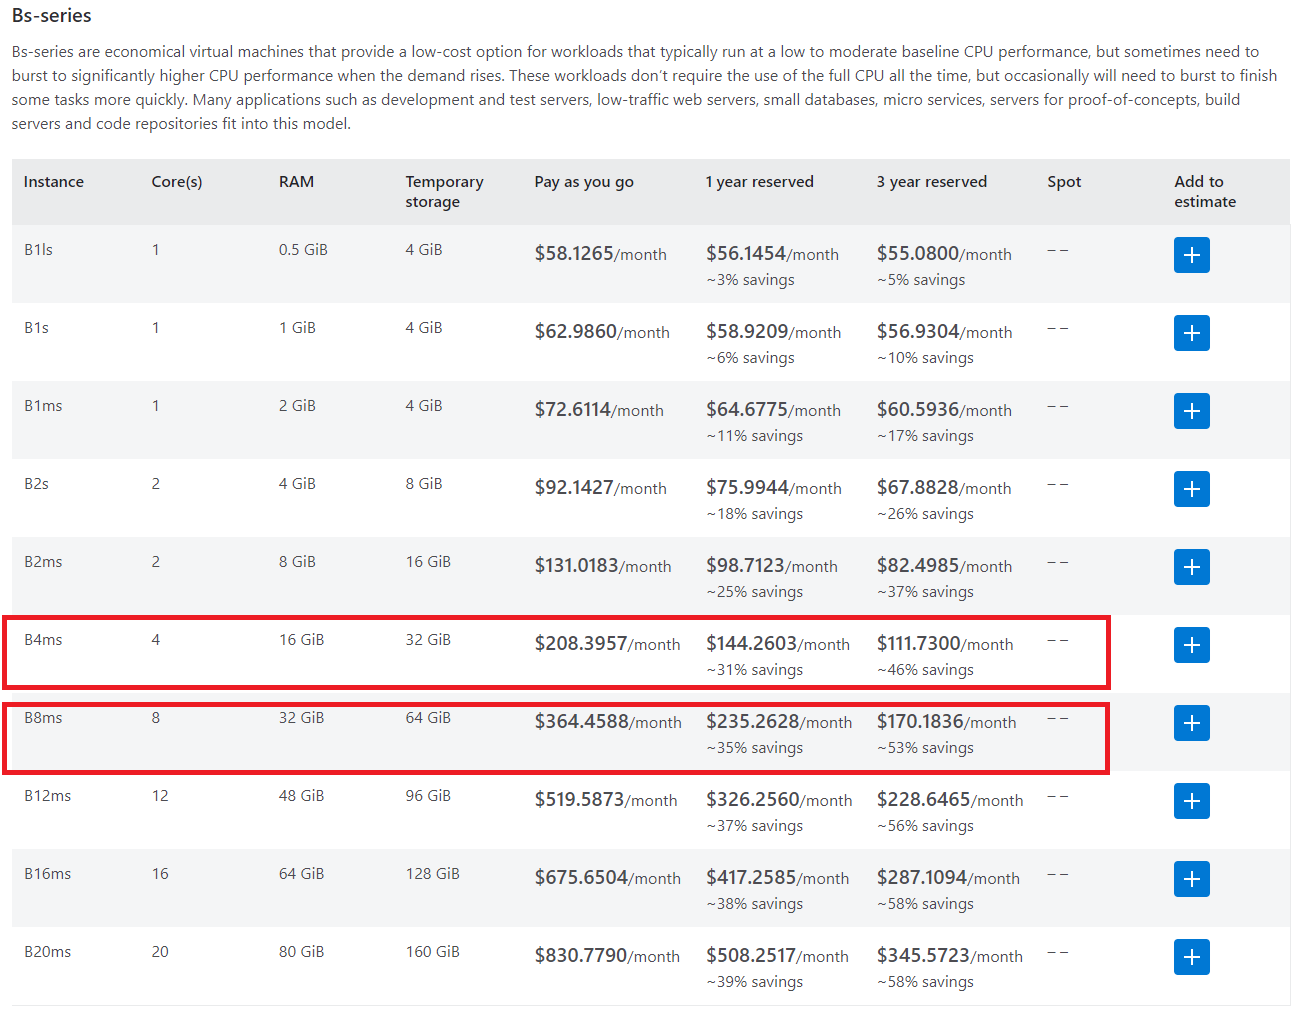 Bs-series
Bs-series are economical virtual machines that provide a low-cost option for workloads that typically run at a low to moderate baseline CPU performance, but sometimes need to
burst to significantly higher CPU performance when the demand rises. These workloads don’t require the use of the full CPU all the time, but occasionally will need to burst to finish
some tasks more quickly. Many applications such as development and test servers, low-traffic web servers, small databases, micro services, servers for proof-of-concepts, build
servers and code repositories fit into this model.
Instance Core(s) RAM Temporary storage Pay as you go 1 year reserved 3 year reserved Spot Add to estimate
B1ls 1 0.5 GiB 4 GiB $58.1265/month $56.1454/month $55.0800/month – –
~3% savings ~5% savings
B1s 1 1 GiB 4 GiB $62.9860/month $58.9209/month $56.9304/month – –
~6% savings ~10% savings
B1ms 1 2 GiB 4 GiB $72.6114/month $64.6775/month $60.5936/month – –
~11% savings ~17% savings
B2s 2 4 GiB 8 GiB $92.1427/month $75.9944/month $67.8828/month – –
~18% savings ~26% savings
B2ms 2 8 GiB 16 GiB $131.0183/month $98.7123/month $82.4985/month – –
~25% savings ~37% savings
B4ms 4 16 GiB 32 GiB $208.3957/month $144.2603/month $111.7300/month – –
~31% savings ~46% savings
B8ms 8 32 GiB 64 GiB $364.4588/month $235.2628/month $170.1836/month – –
~35% savings ~53% savings
B12ms 12 48 GiB 96 GiB $519.5873/month $326.2560/month $228.6465/month – –
~37% savings ~56% savings
B16ms 16 64 GiB 128 GiB $675.6504/month $417.2585/month $287.1094/month – –
~38% savings ~58% savings
B20ms 20 80 GiB 160 GiB $830.7790/month $508.2517/month $345.5723/month – –
~39% savings ~58% savings